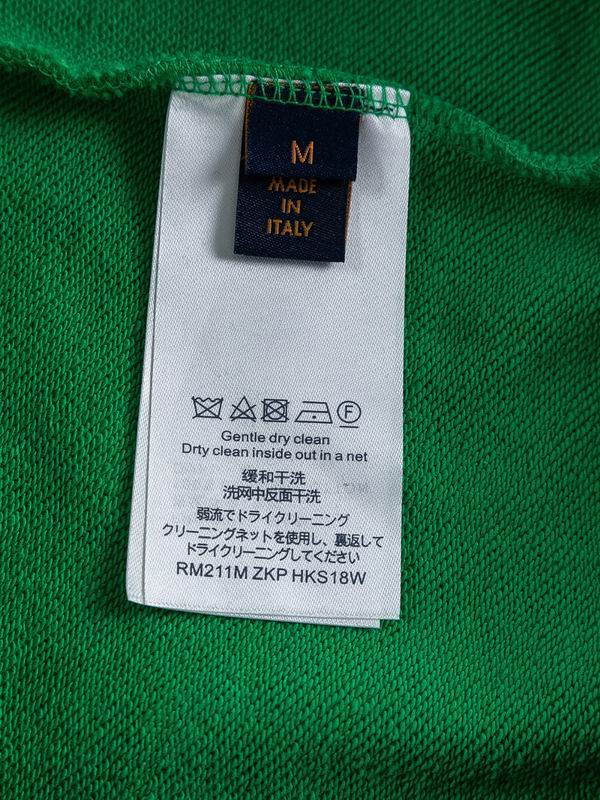 M
MADE
IN
ITALY
F
Gentle dry clean
Drty clean inside out in a net
缓和干洗
洗网中反面干洗
弱流でドライクリーニング
クリーニングネットを使用し、裏返して
ドライクリーニングしてください
RM211M ZKP HKS18W